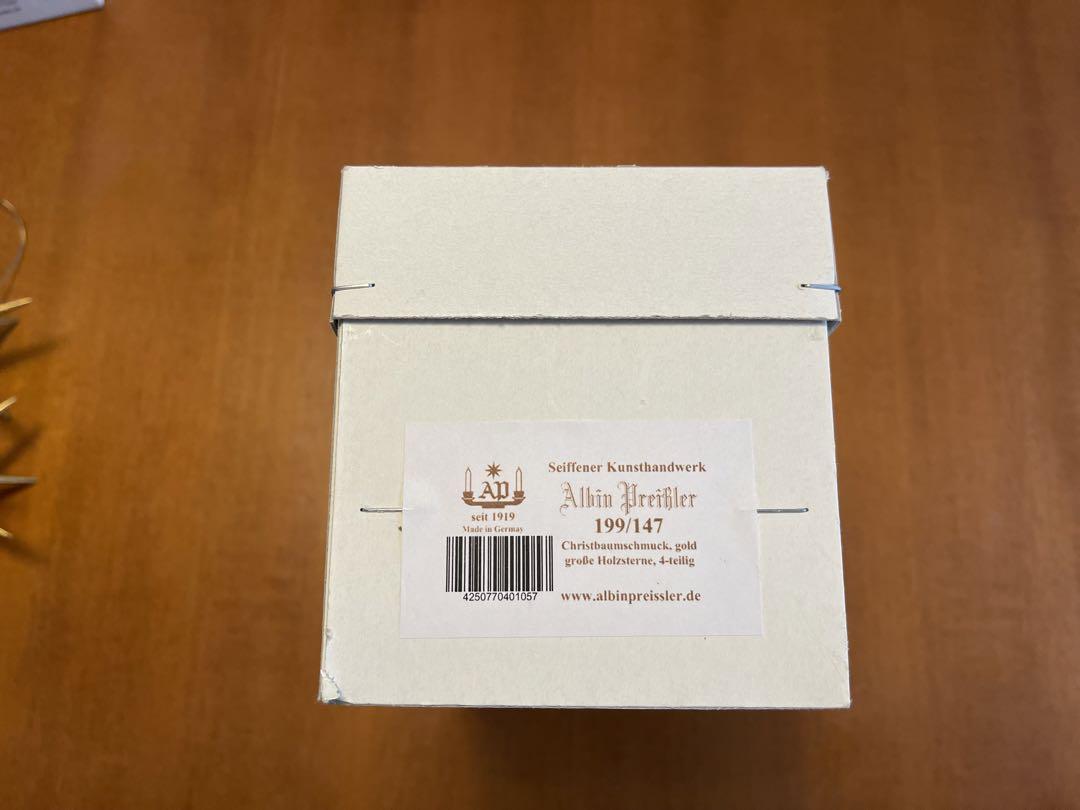 AP
seit 1919
Made in Germay
4250770401057
Seiffener Kunsthandwerk
Albin Preißler
199/147
Christbaumschmuck, gold
große Holzsterne, 4-teilig
www.albinpreissler.de